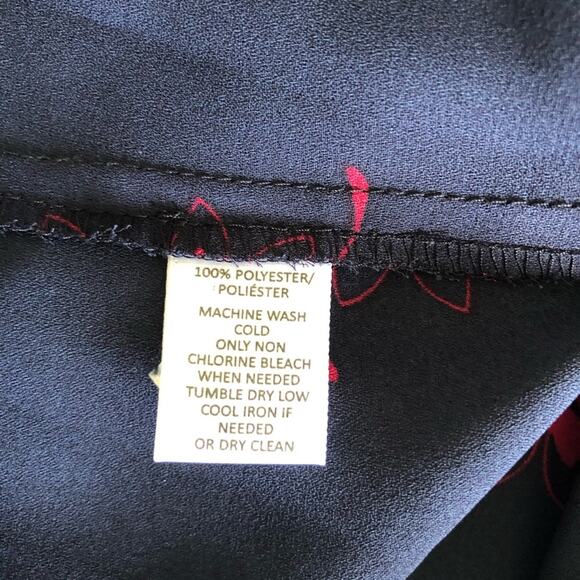 100% POLYESTER/
POLIÉSTER
MACHINE WASH
COLD
ONLY NON
CHLORINE BLEACH
WHEN NEEDED
TUMBLE DRY LOW
COOL IRON IF
NEEDED
OR DRY CLEAN